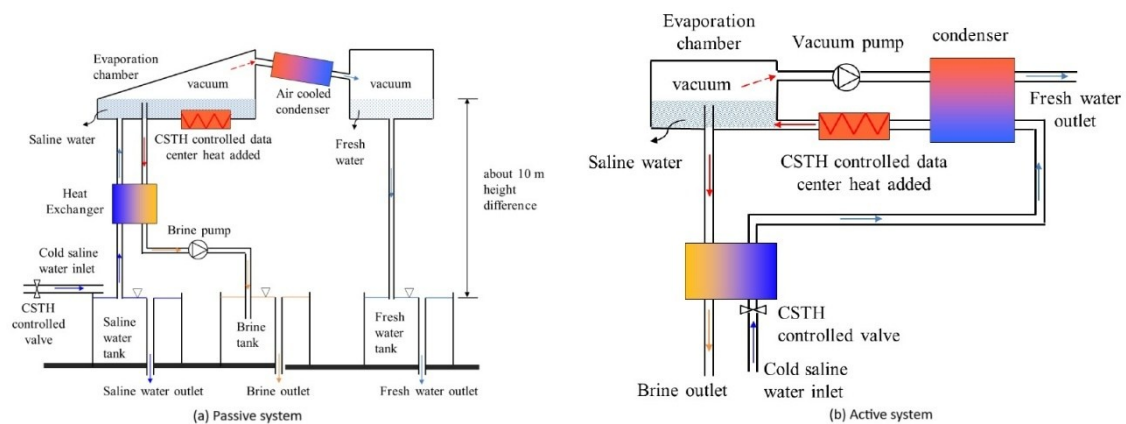 Evaporation
chamber
vacuum
Air cooled
condenser
vacuum
Saline water
CSTH controlled data
center heat added
Fresh
water
Heat
Exchanger
about 10 m
height
difference
Brine pump
Cold saline
water inlet
CSTH
controlled
valve
Saline
water
tank
Brine
tank
Fresh
water
tank
Saline water outlet
Brine outlet
Fresh water outlet
(a) Passive system
Evaporation
chamber
Vacuum pump
condenser
vacuum
Fresh water
outlet
Saline water
CSTH controlled data
center heat added
CSTH
controlled
valve
Brine outlet
Cold saline
water inlet
(b) Active system